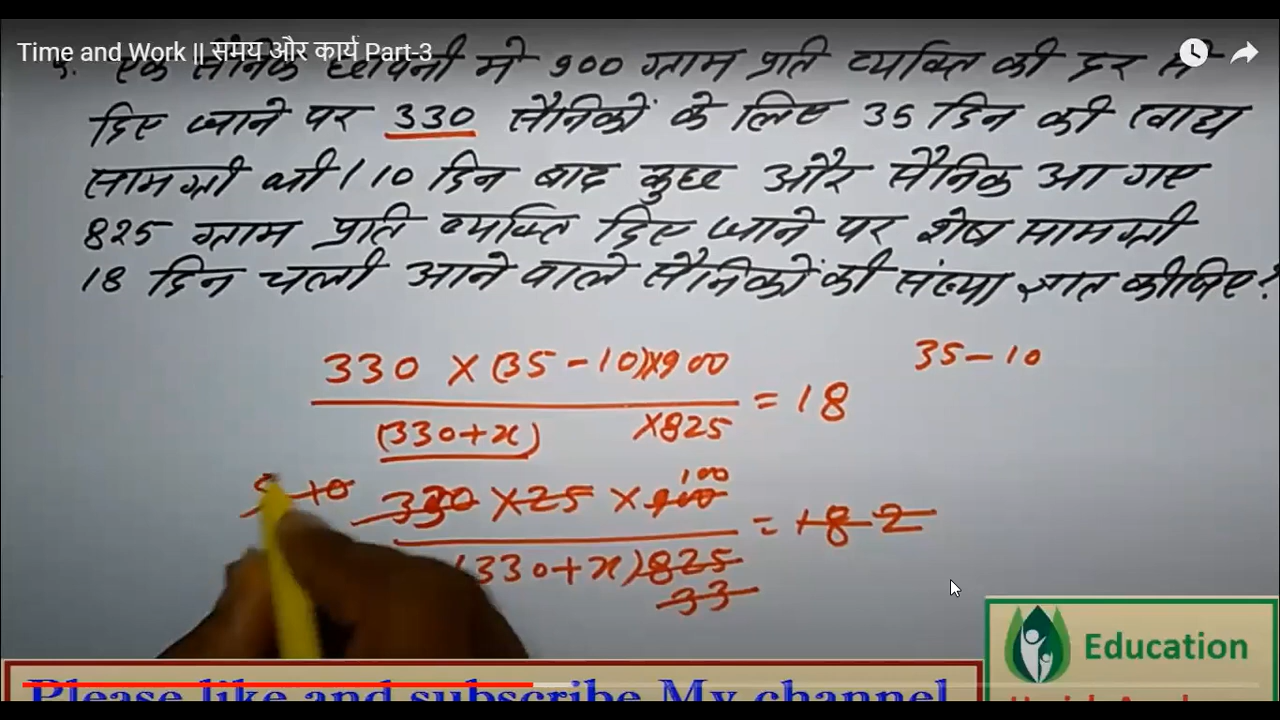 Time and Work || समय और कार्य Part-3
एक सैनिक छावनी मे 900 ग्राम प्रति व्यक्ति की दर से
दिए जाने पर 330 सैनिकों के लिए 35 दिन की खाद्य
सामग्री थी। 10 दिन बाद कुछ और सैनिक आ गए
825 ग्राम प्रति व्यक्ति दिए जाने पर शेष सामग्री
18 दिन चली आने वाले सैनिकों की संख्या ज्ञात कीजिए?
330 × (35 - 10) × 900 35 - 10
= 18
(330+x) ×825
10 100
330 × 25 × 900
= 18 2
(330+x) 825
33
Education
Please like and subscribe My channel